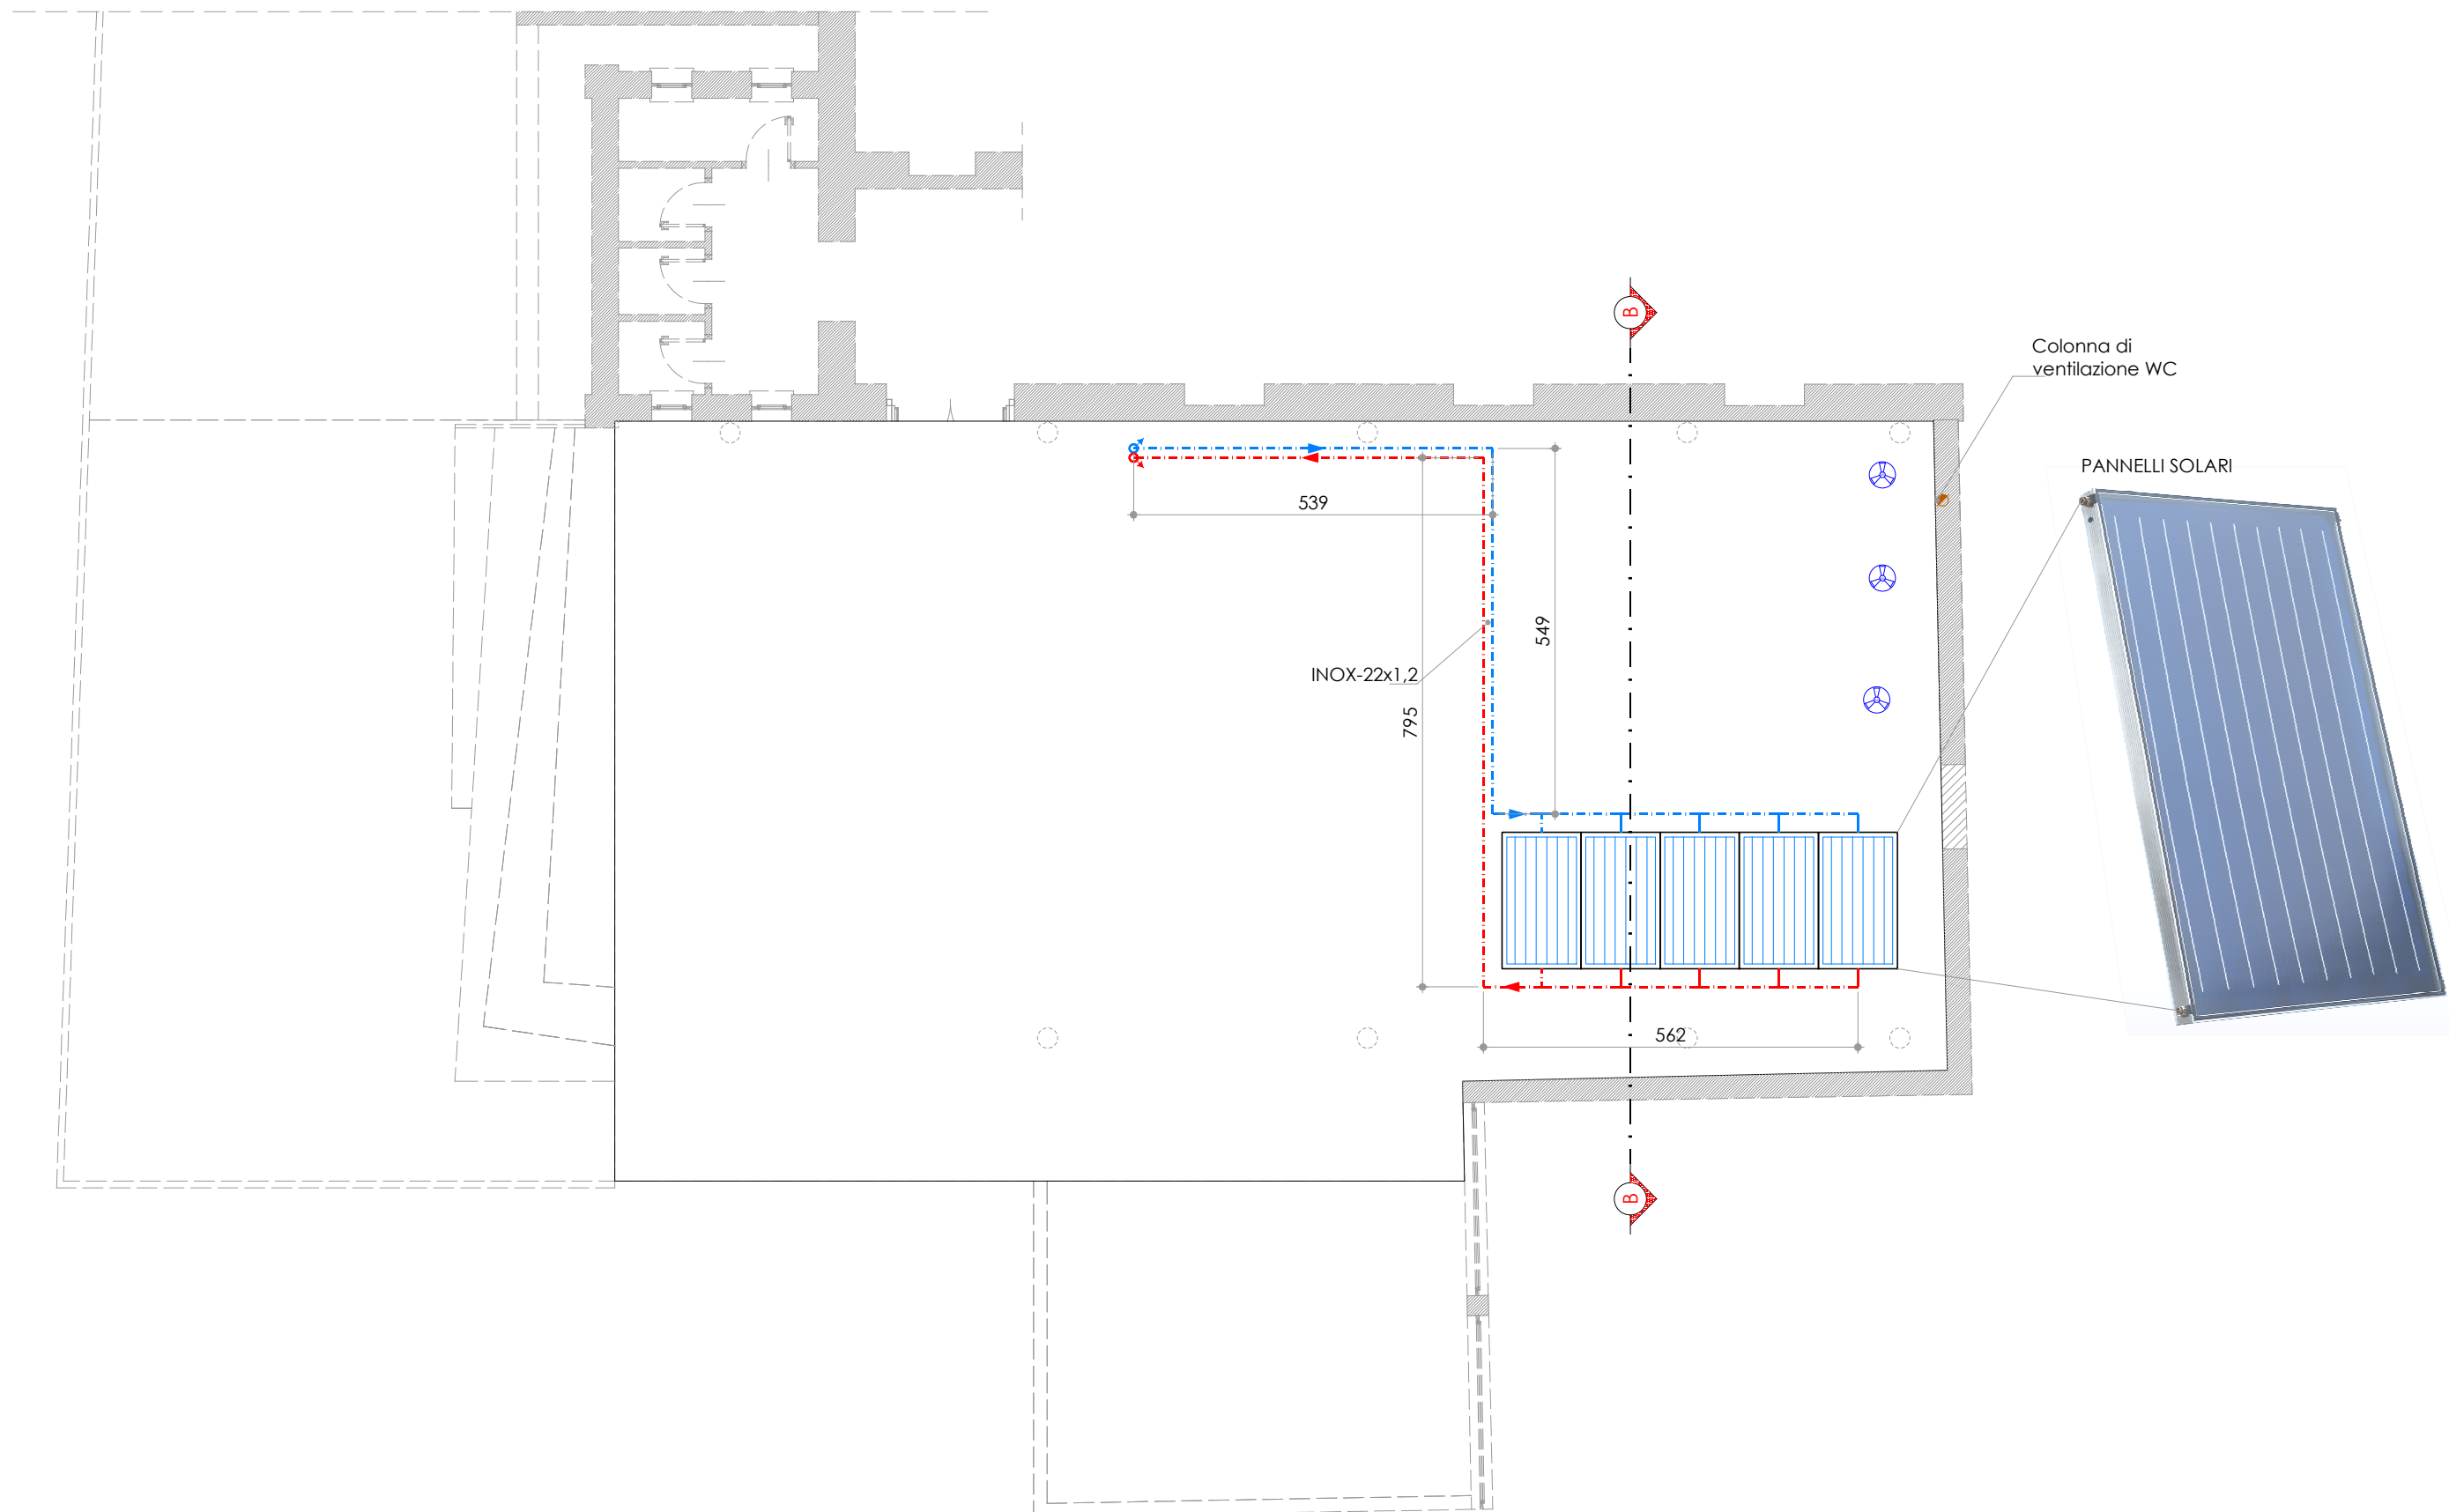 B
Colonna di
ventilazione WC
PANNELLI SOLARI
539
549
INOX-22x1,2
795
562
B